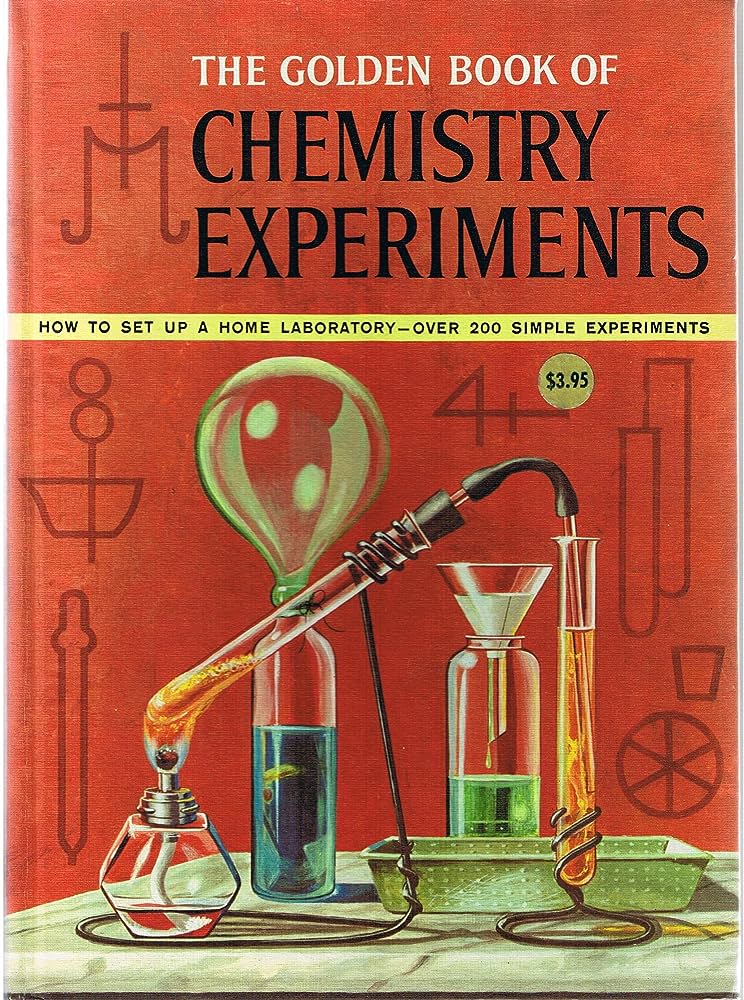 THE GOLDEN BOOK OF
CHEMISTRY
EXPERIMENTS
HOW TO SET UP A HOME LABORATORY—OVER 200 SIMPLE EXPERIMENTS
$3.95